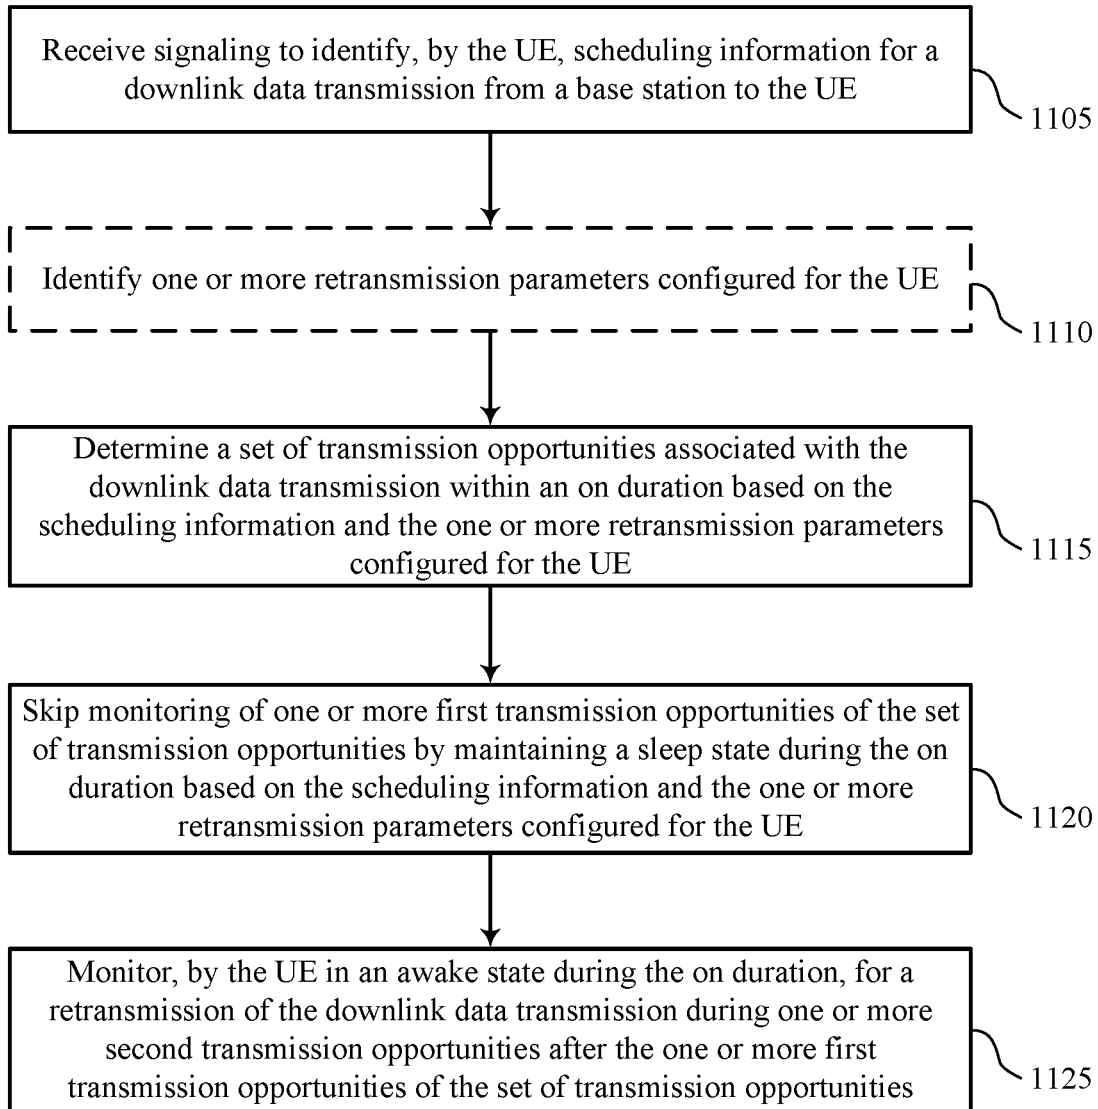 Receive signaling to identify, by the UE, scheduling information for a
downlink data transmission from a base station to the UE
1105
Identify one or more retransmission parameters configured for the UE
1110
Determine a set of transmission opportunities associated with the
downlink data transmission within an on duration based on the
scheduling information and the one or more retransmission parameters
configured for the UE
1115
Skip monitoring of one or more first transmission opportunities of the set
of transmission opportunities by maintaining a sleep state during the on
duration based on the scheduling information and the one or more
retransmission parameters configured for the UE
1120
Monitor, by the UE in an awake state during the on duration, for a
retransmission of the downlink data transmission during one or more
second transmission opportunities after the one or more first
transmission opportunities of the set of transmission opportunities
1125